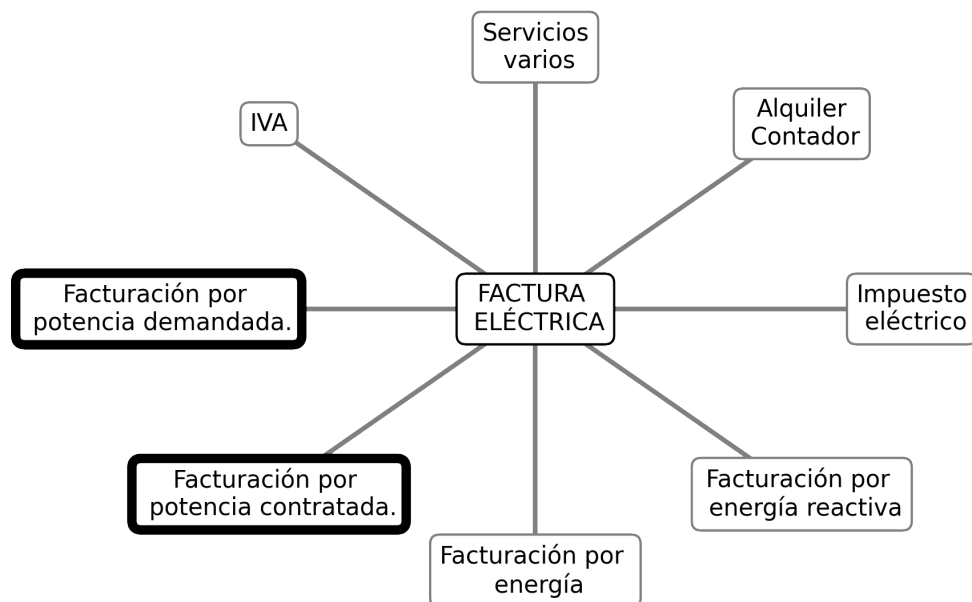 Servicios
varios
Alquiler
Contador
IVA
Facturación por
potencia demandada.
FACTURA
ELÉCTRICA
Impuesto
eléctrico
Facturación por
potencia contratada.
Facturación por
energía reactiva
Facturación por
energía